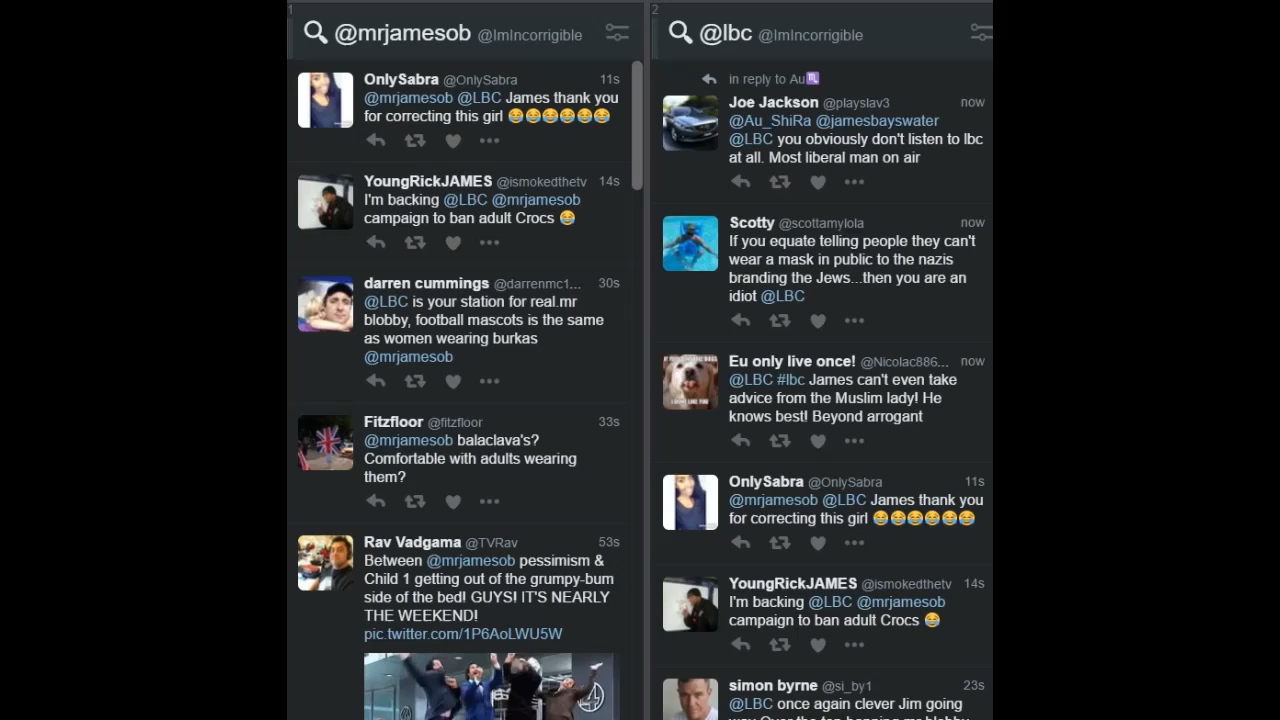 1
@mrjamesob @ImIncorrigible
OnlySabra @OnlySabra 11s
@mrjamesob @LBC James thank you
for correcting this girl 😂😂😂😂😂😂
YoungRickJAMES @ismokedthetv 14s
I'm backing @LBC @mrjamesob
campaign to ban adult Crocs 😂
darren cummings @darrenmc1... 30s
@LBC is your station for real.mr
blobby, football mascots is the same
as women wearing burkas
@mrjamesob
Fitzfloor @fitzfloor 33s
@mrjamesob balaclava's?
Comfortable with adults wearing
them?
Rav Vadgama @TVRav 53s
Between @mrjamesob pessimism &
Child 1 getting out of the grumpy-bum
side of the bed! GUYS! IT'S NEARLY
THE WEEKEND!
pic.twitter.com/1P6AoLWU5W
2
@lbc @ImIncorrigible
in reply to Au♏
Joe Jackson @playslav3 now
@Au_ShiRa @jamesbayswater
@LBC you obviously don't listen to lbc
at all. Most liberal man on air
Scotty @scottamylola now
If you equate telling people they can't
wear a mask in public to the nazis
branding the Jews...then you are an
idiot @LBC
Eu only live once! @Nicolac886... now
@LBC #lbc James can't even take
advice from the Muslim lady! He
knows best! Beyond arrogant
OnlySabra @OnlySabra 11s
@mrjamesob @LBC James thank you
for correcting this girl 😂😂😂😂😂😂
YoungRickJAMES @ismokedthetv 14s
I'm backing @LBC @mrjamesob
campaign to ban adult Crocs 😂
simon byrne @si_by1 23s
@LBC once again clever Jim going